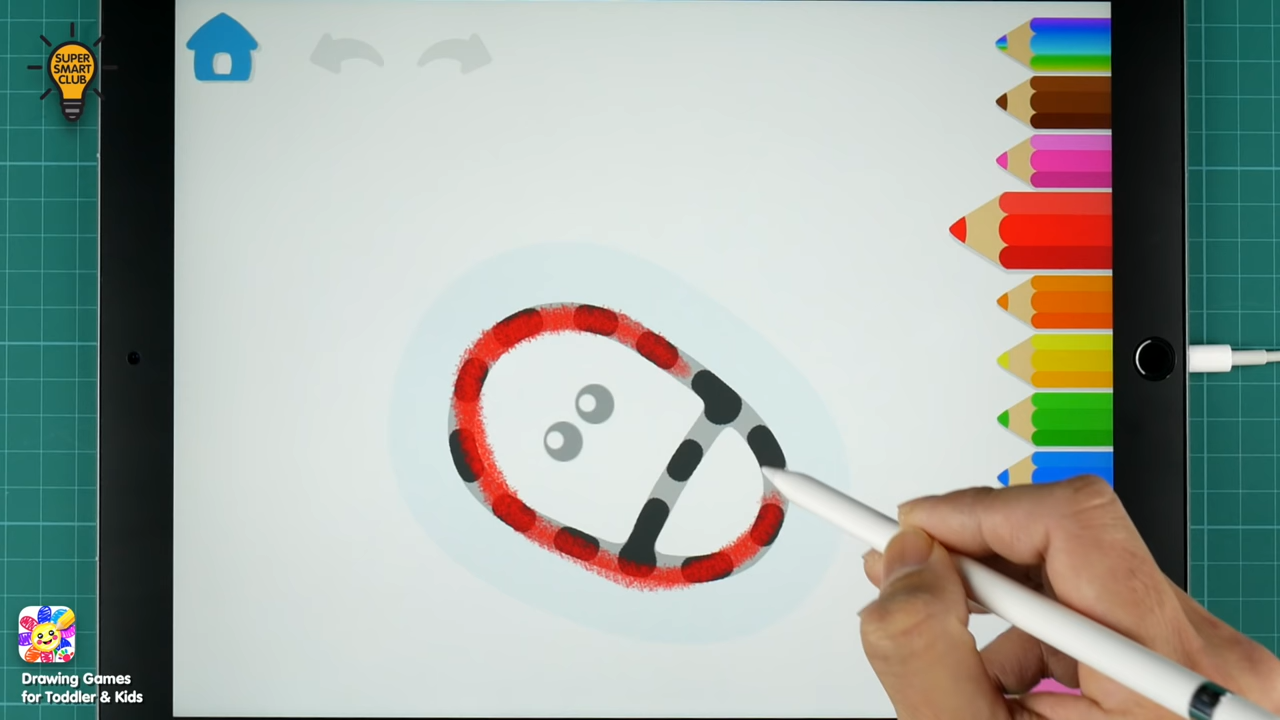 SUPER
SMART
CLUB
Drawing Games
for Toddler & Kids